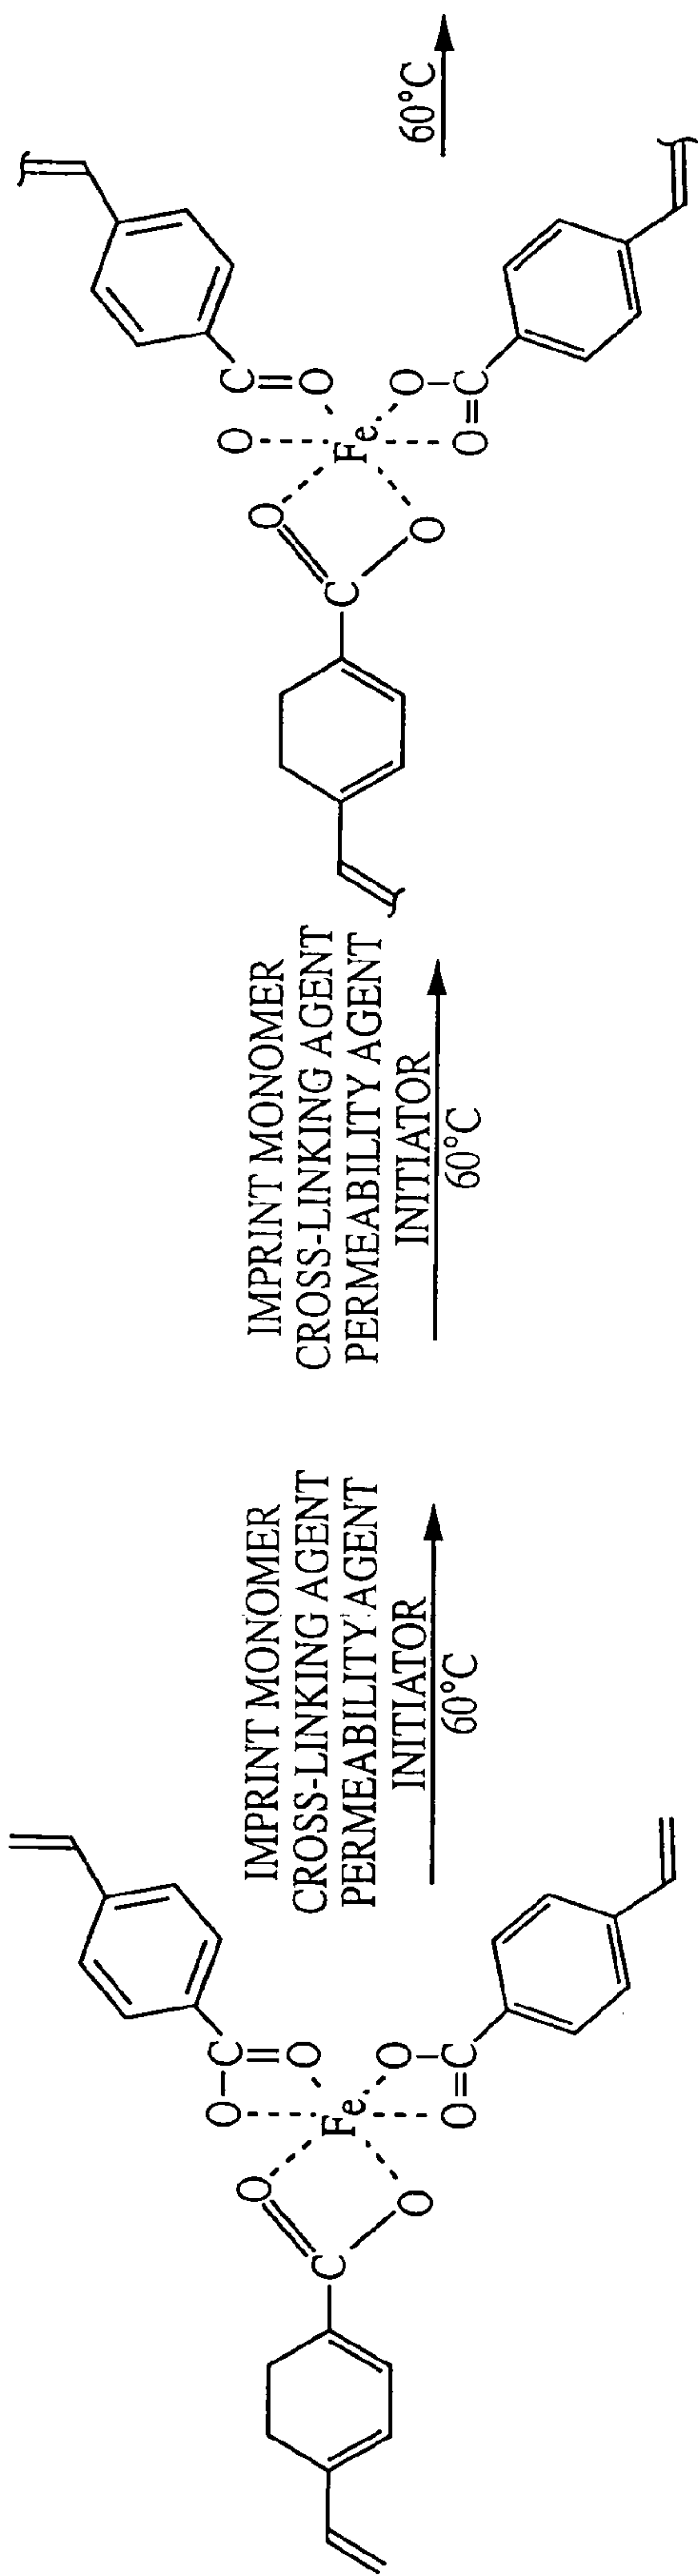 O C
O O
C Fe
O O
O C
IMPRINT MONOMER
CROSS-LINKING AGENT
PERMEABILITY AGENT
INITIATOR
60°C
IMPRINT MONOMER
CROSS-LINKING AGENT
PERMEABILITY AGENT
INITIATOR
60°C
O C
O O
C Fe
O O
O C
60°C